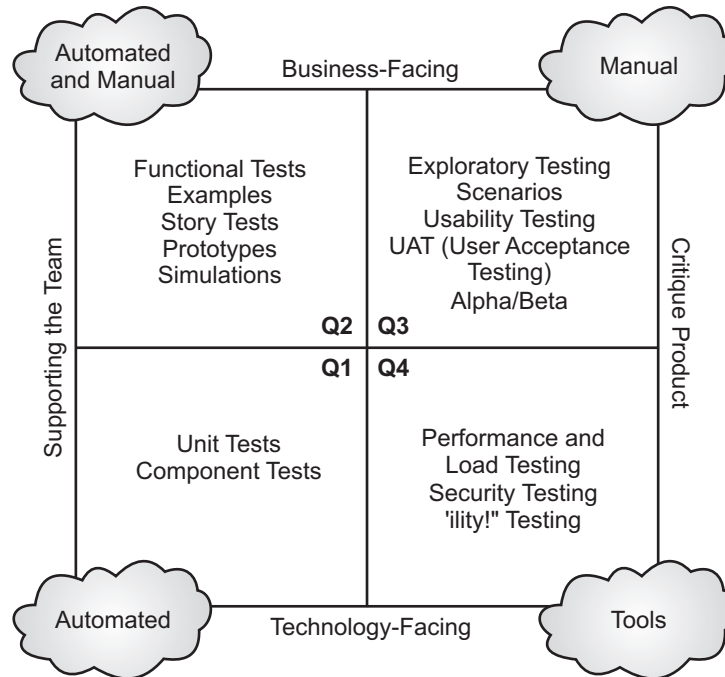 Automated
and Manual
Business-Facing
Manual
Functional Tests
Examples
Story Tests
Prototypes
Simulations
Exploratory Testing
Scenarios
Usability Testing
UAT (User Acceptance
Testing)
Alpha/Beta
Supporting the Team
Critique Product
Q2
Q3
Q1
Q4
Unit Tests
Component Tests
Performance and
Load Testing
Security Testing
'ility!" Testing
Automated
Technology-Facing
Tools